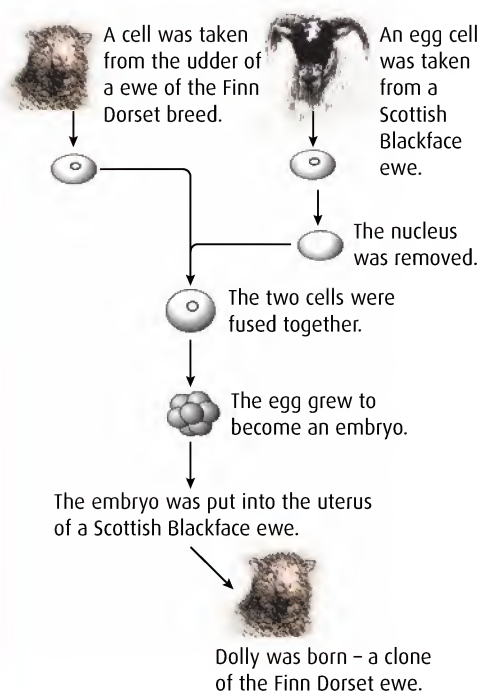 A cell was taken
from the udder of
a ewe of the Finn
Dorset breed.
An egg cell
was taken
from a
Scottish
Blackface
ewe.
The nucleus
was removed.
The two cells were
fused together.
The egg grew to
become an embryo.
The embryo was put into the uterus
of a Scottish Blackface ewe.
Dolly was born – a clone
of the Finn Dorset ewe.